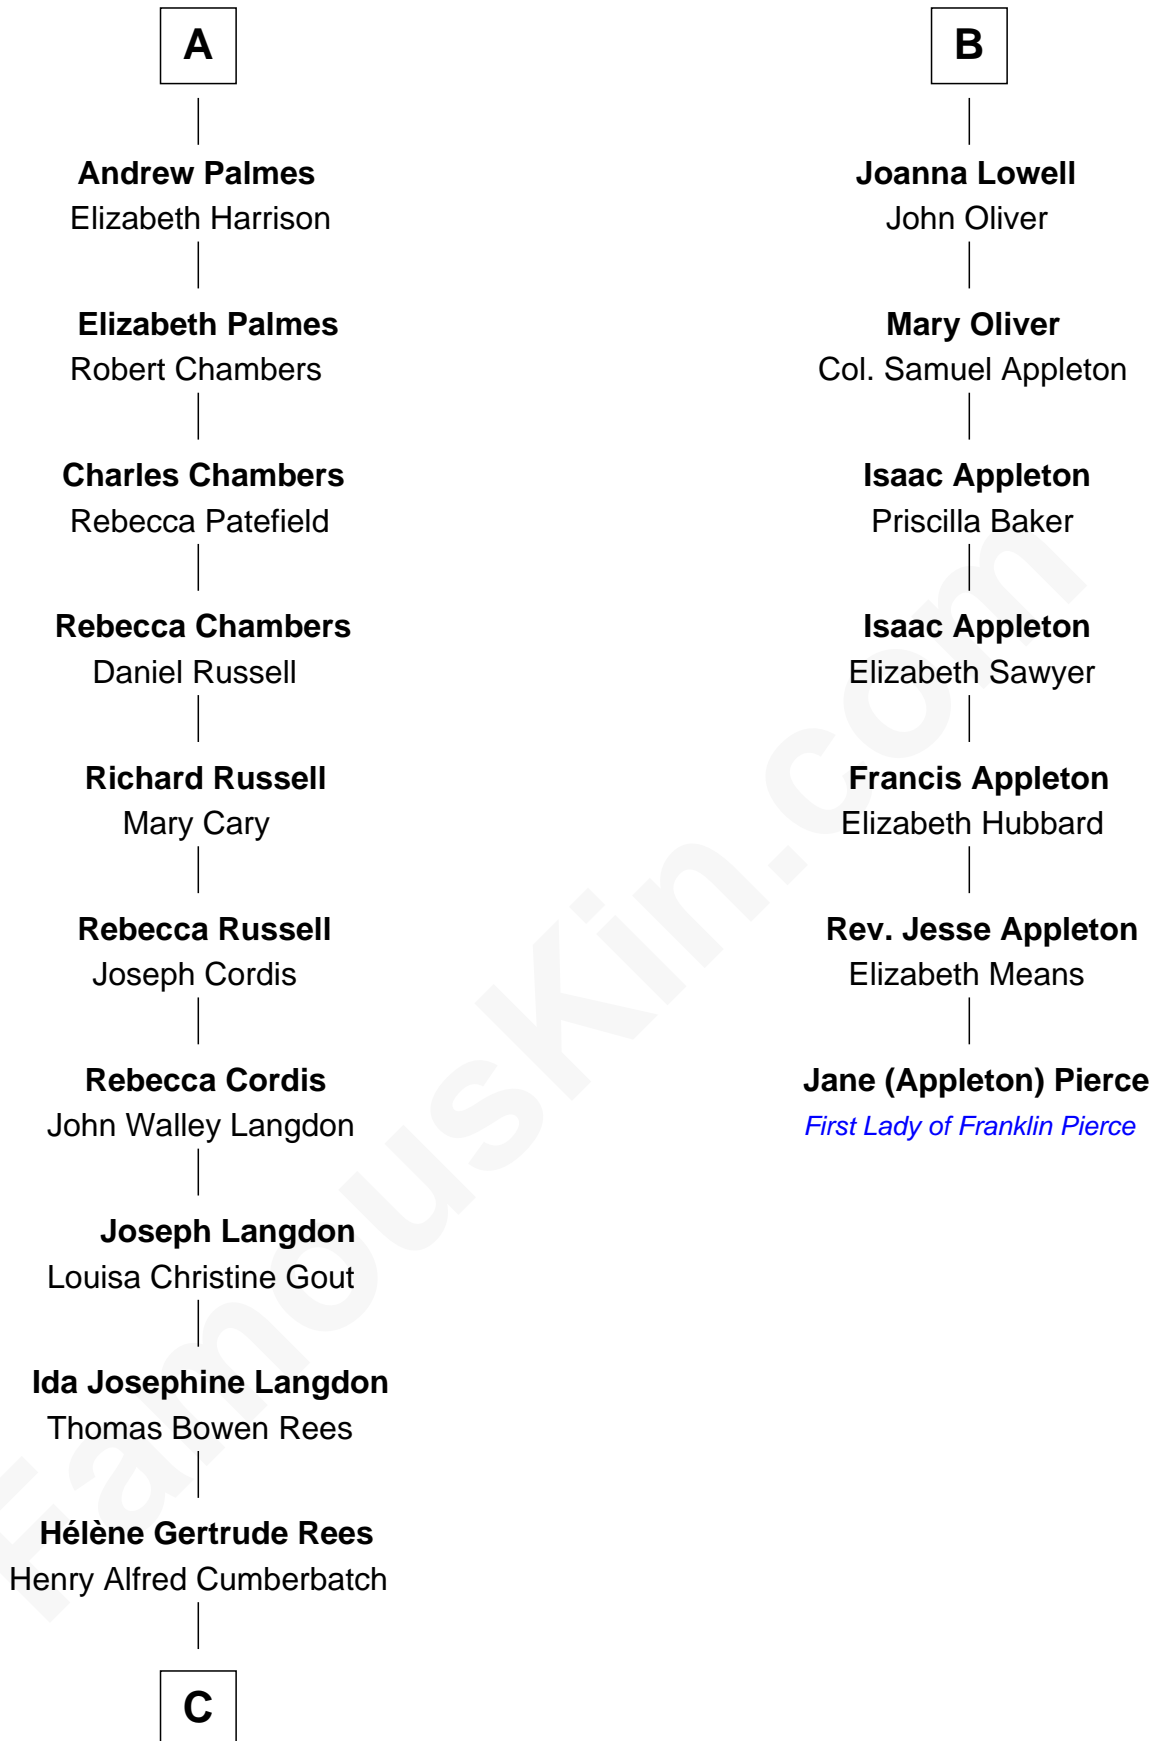 A
Andrew Palmes
Elizabeth Harrison
Elizabeth Palmes
Robert Chambers
Charles Chambers
Rebecca Patefield
Rebecca Chambers
Daniel Russell
Richard Russell
Mary Cary
Rebecca Russell
Joseph Cordis
Rebecca Cordis
John Walley Langdon
Joseph Langdon
Louisa Christine Gout
Ida Josephine Langdon
Thomas Bowen Rees
Hélène Gertrude Rees
Henry Alfred Cumberbatch
C
B
Joanna Lowell
John Oliver
Mary Oliver
Col. Samuel Appleton
Isaac Appleton
Priscilla Baker
Isaac Appleton
Elizabeth Sawyer
Francis Appleton
Elizabeth Hubbard
Rev. Jesse Appleton
Elizabeth Means
Jane (Appleton) Pierce
First Lady of Franklin Pierce
FamousKin.com